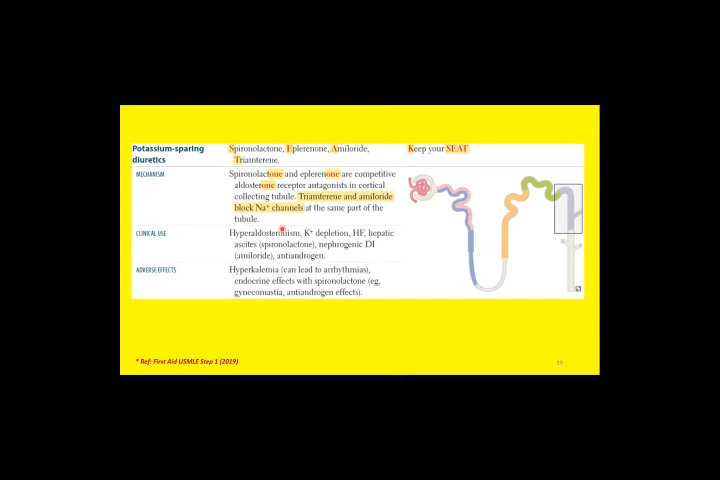 Potassium-sparing
diuretics
Spironolactone, Eplerenone, Amiloride,
Triamterene.
Keep your SEAT
MECHANISM
Spironolactone and eplerenone are competitive
aldosterone receptor antagonists in cortical
collecting tubule. Triamterene and amiloride
block Na⁺ channels at the same part of the
tubule.
CLINICAL USE
Hyperaldosteronism, K⁺ depletion, HF, hepatic
ascites (spironolactone), nephrogenic DI
(amiloride), antiandrogen.
ADVERSE EFFECTS
Hyperkalemia (can lead to arrhythmias),
endocrine effects with spironolactone (eg,
gynecomastia, antiandrogen effects).
* Ref: First Aid USMLE Step 1 (2019)
19